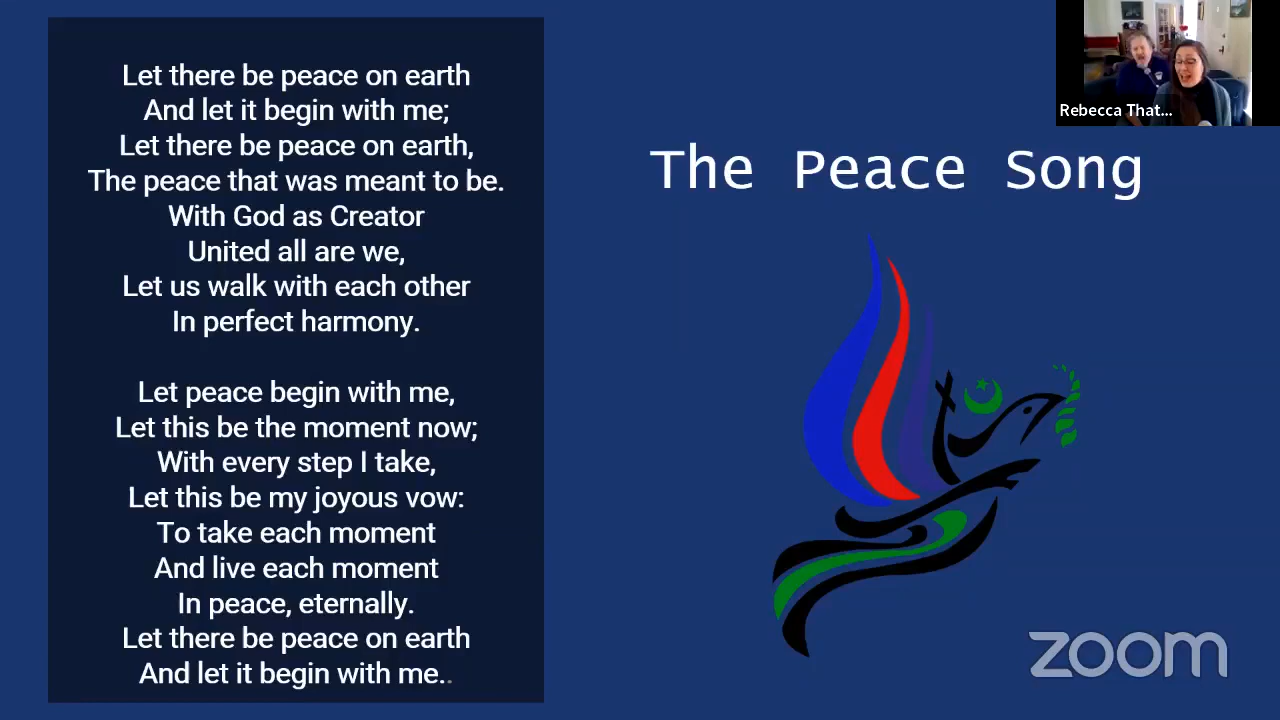 Let there be peace on earth
And let it begin with me;
Let there be peace on earth,
The peace that was meant to be.
With God as Creator
United all are we,
Let us walk with each other
In perfect harmony.
Let peace begin with me,
Let this be the moment now;
With every step I take,
Let this be my joyous vow:
To take each moment
And live each moment
In peace, eternally.
Let there be peace on earth
And let it begin with me..
The Peace Song
Rebecca That...
zoom